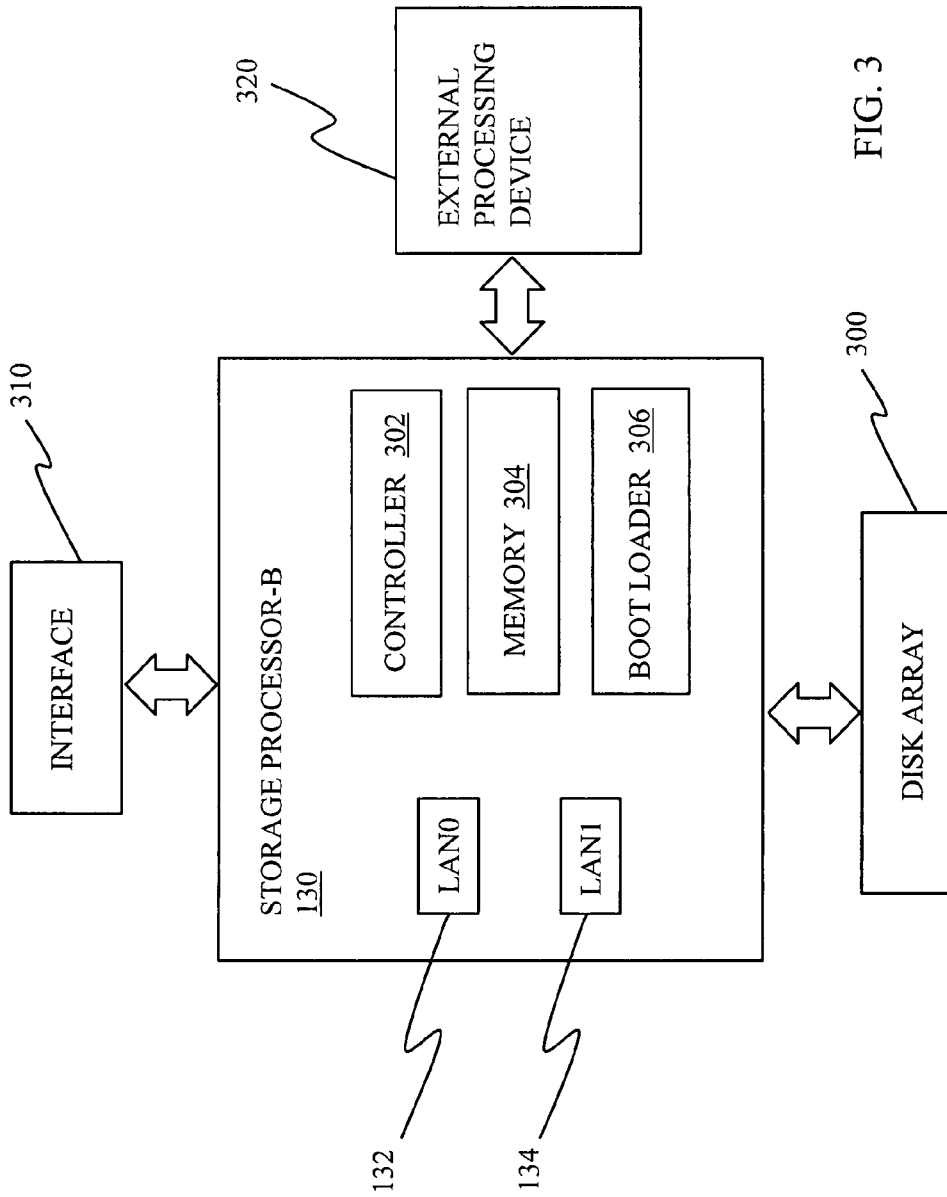 310
INTERFACE
320
EXTERNAL
PROCESSING
DEVICE
STORAGE PROCESSOR-B
130
LAN0
LAN1
CONTROLLER 302
MEMORY 304
BOOT LOADER 306
132
134
300
DISK ARRAY
FIG. 3